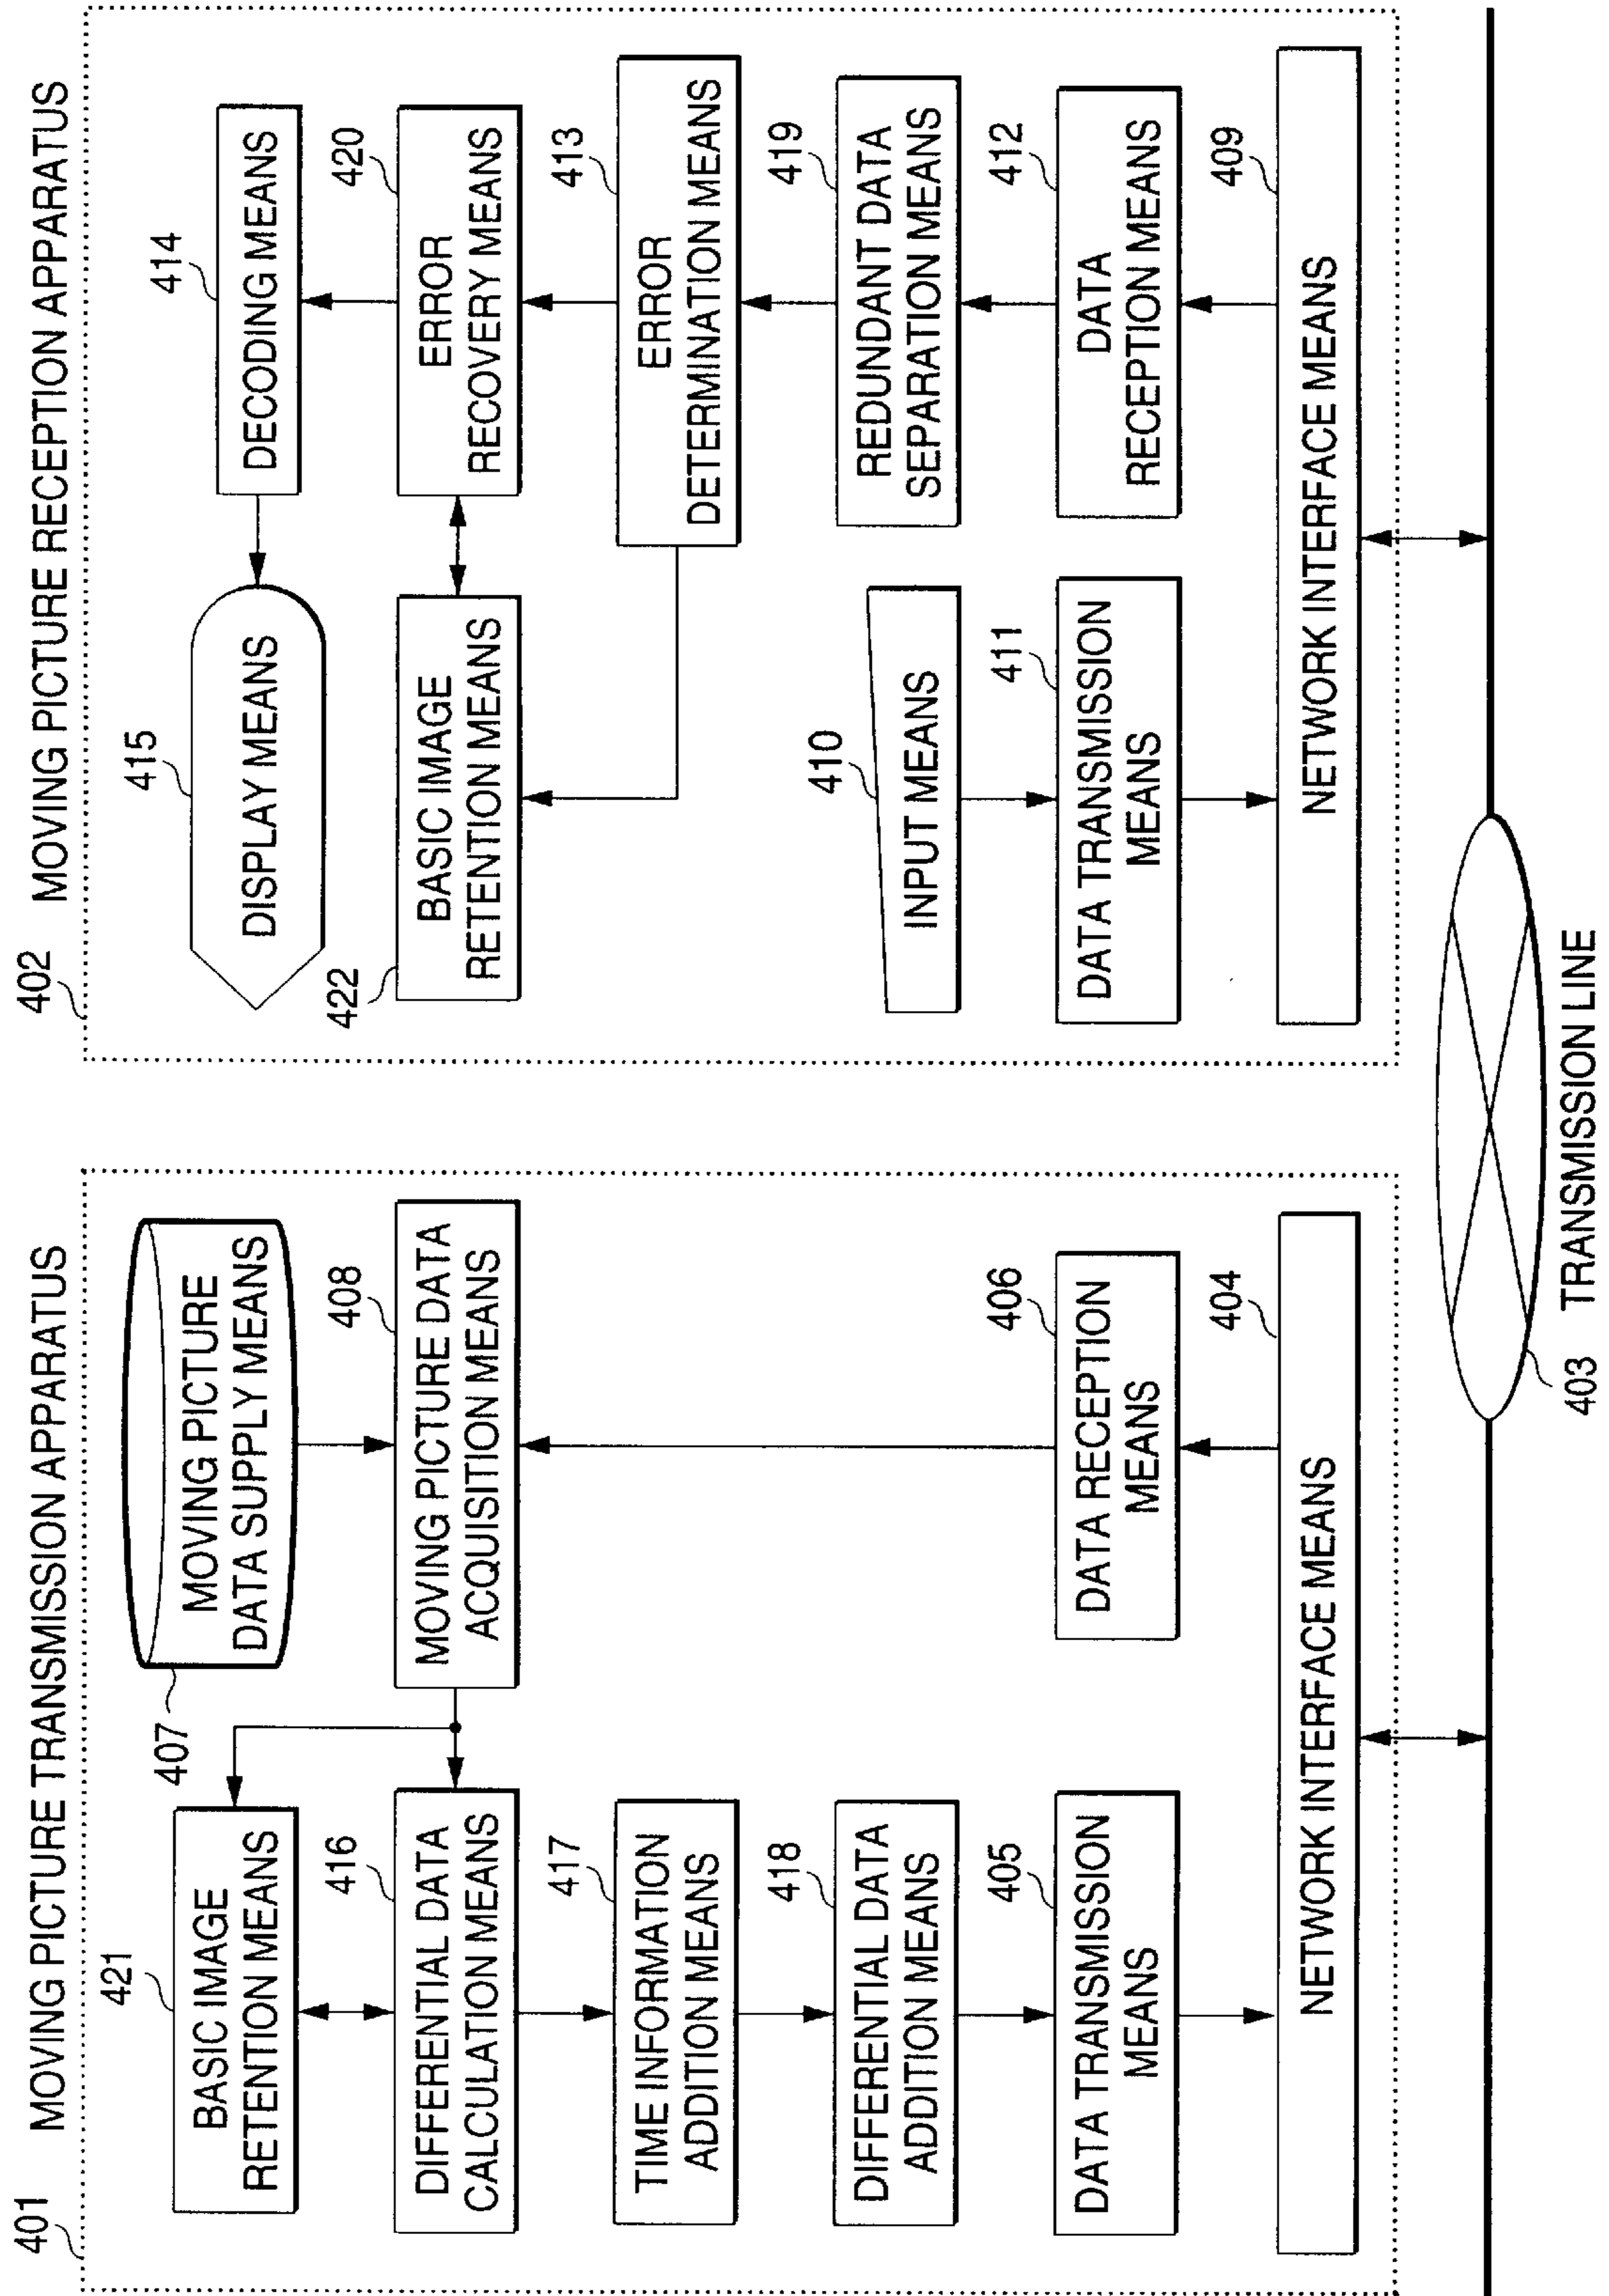 401 MOVING PICTURE TRANSMISSION APPARATUS
421
BASIC IMAGE
RETENTION MEANS
407
MOVING PICTURE
DATA SUPPLY MEANS
416
DIFFERENTIAL DATA
CALCULATION MEANS
408
MOVING PICTURE DATA
ACQUISITION MEANS
417
TIME INFORMATION
ADDITION MEANS
418
DIFFERENTIAL DATA
ADDITION MEANS
405
DATA TRANSMISSION
MEANS
406
DATA RECEPTION
MEANS
404
NETWORK INTERFACE MEANS
402 MOVING PICTURE RECEPTION APPARATUS
415
DISPLAY MEANS
414
DECODING MEANS
422
BASIC IMAGE
RETENTION MEANS
420
ERROR
RECOVERY MEANS
413
ERROR
DETERMINATION MEANS
410
INPUT MEANS
419
REDUNDANT DATA
SEPARATION MEANS
411
DATA TRANSMISSION
MEANS
412
DATA
RECEPTION MEANS
409
NETWORK INTERFACE MEANS
403 TRANSMISSION LINE